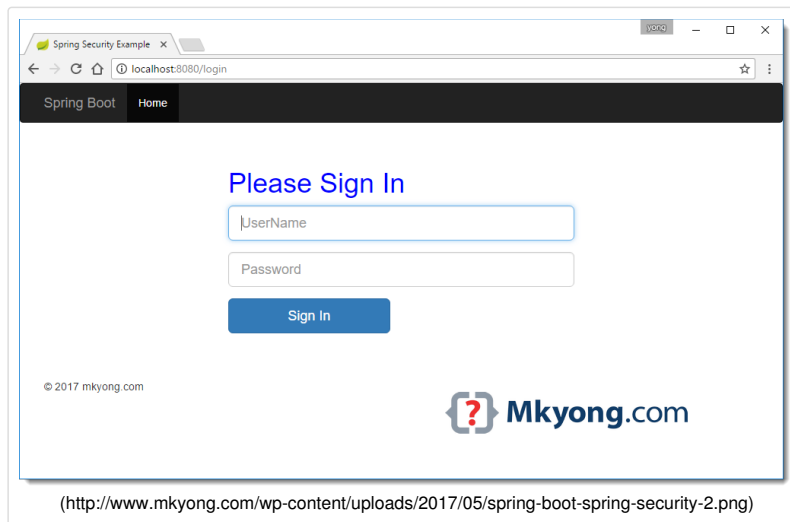 yong
Spring Security Example
localhost:8080/login
Spring Boot Home
Please Sign In
UserName
Password
Sign In
© 2017 mkyong.com
{?} Mkyong.com
(http://www.mkyong.com/wp-content/uploads/2017/05/spring-boot-spring-security-2.png)